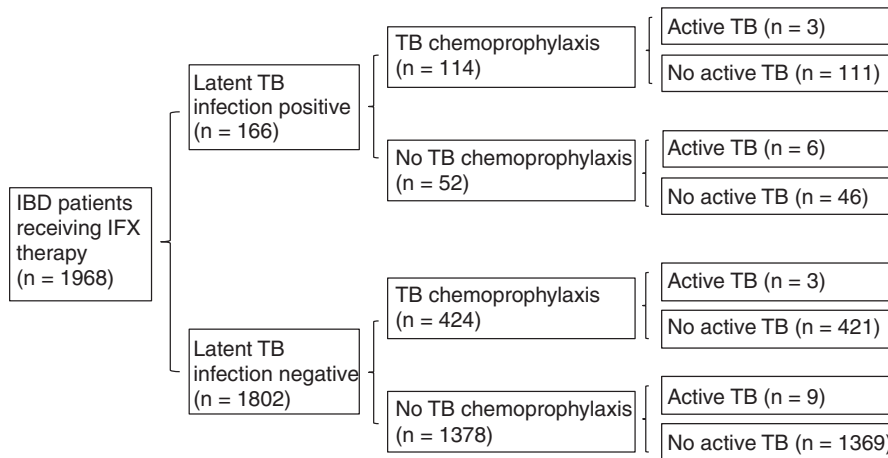 IBD patients
receiving IFX
therapy
(n = 1968)
Latent TB
infection positive
(n = 166)
TB chemoprophylaxis
(n = 114)
Active TB (n = 3)
No active TB (n = 111)
No TB chemoprophylaxis
(n = 52)
Active TB (n = 6)
No active TB (n = 46)
Latent TB
infection negative
(n = 1802)
TB chemoprophylaxis
(n = 424)
Active TB (n = 3)
No active TB (n = 421)
No TB chemoprophylaxis
(n = 1378)
Active TB (n = 9)
No active TB (n = 1369)